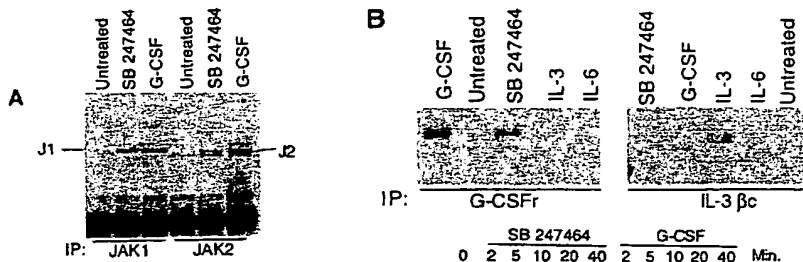 A
Untreated
SB 247464
G-CSF
Untreated
SB 247464
G-CSF
J1
J2
IP: JAK1 JAK2
B
G-CSF
Untreated
SB 247464
IL-3
IL-6
SB 247464
G-CSF
IL-3
IL-6
Untreated
IP: G-CSFr IL-3 βc
SB 247464 G-CSF
0 2 5 10 20 40 2 5 10 20 40 Min.